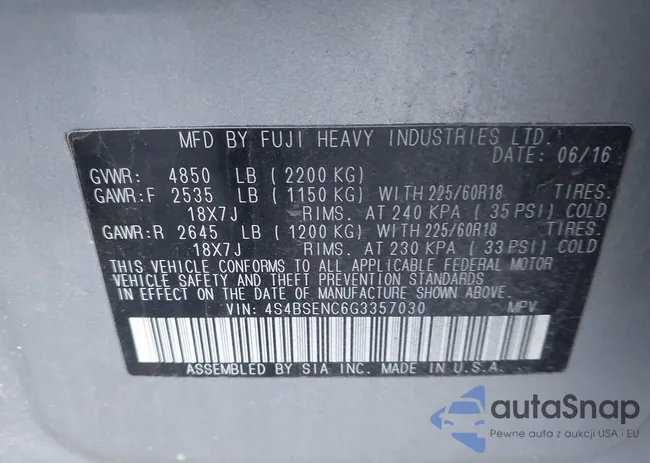 MFD BY FUJI HEAVY INDUSTRIES LTD.
DATE: 06/16
GVWR: 4850 LB (2200 KG)
GAWR:F 2535 LB (1150 KG) WITH 225/60R18 TIRES.
18X7J RIMS. AT 240 KPA (35 PSI) COLD
GAWR:R 2645 LB (1200 KG) WITH 225/60R18 TIRES.
18X7J RIMS. AT 230 KPA (33 PSI) COLD
THIS VEHICLE CONFORMS TO ALL APPLICABLE FEDERAL MOTOR
VEHICLE SAFETY AND THEFT PREVENTION STANDARDS
IN EFFECT ON THE DATE OF MANUFACTURE SHOWN ABOVE.
VIN: 4S4BSENC6G3357030 MPV
ASSEMBLED BY SIA INC. MADE IN U.S.A.
autaSnap
Pewne auta z aukcji USA i EU